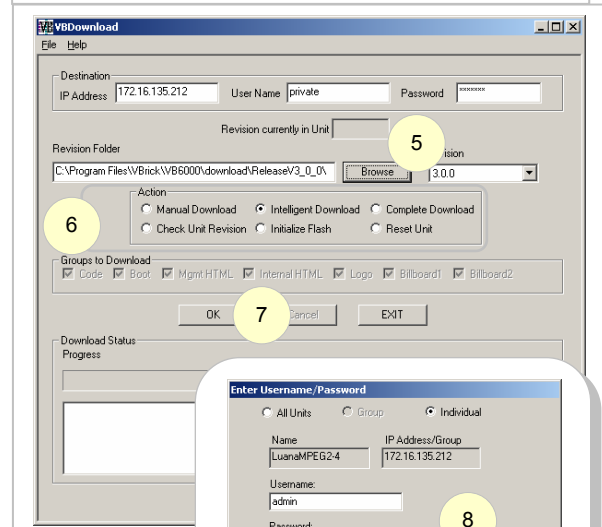 VBDownload
File Help
Destination
IP Address 172.16.135.212 User Name private Password *******
Revision currently in Unit
5
Revision Folder
C:\Program Files\VBrick\VB6000\download\ReleaseV3_0_0\ Browse 3.0.0
Action
6
Manual Download Intelligent Download Complete Download
Check Unit Revision Initialize Flash Reset Unit
Groups to Download
Code Boot Mgmt HTML Internal HTML Logo Billboard1 Billboard2
OK 7 Cancel EXIT
Download Status
Progress
Enter Username/Password
All Units Group Individual
Name IP Address/Group
LuanaMPEG2-4 172.16.135.212
Username:
admin
8
Password: